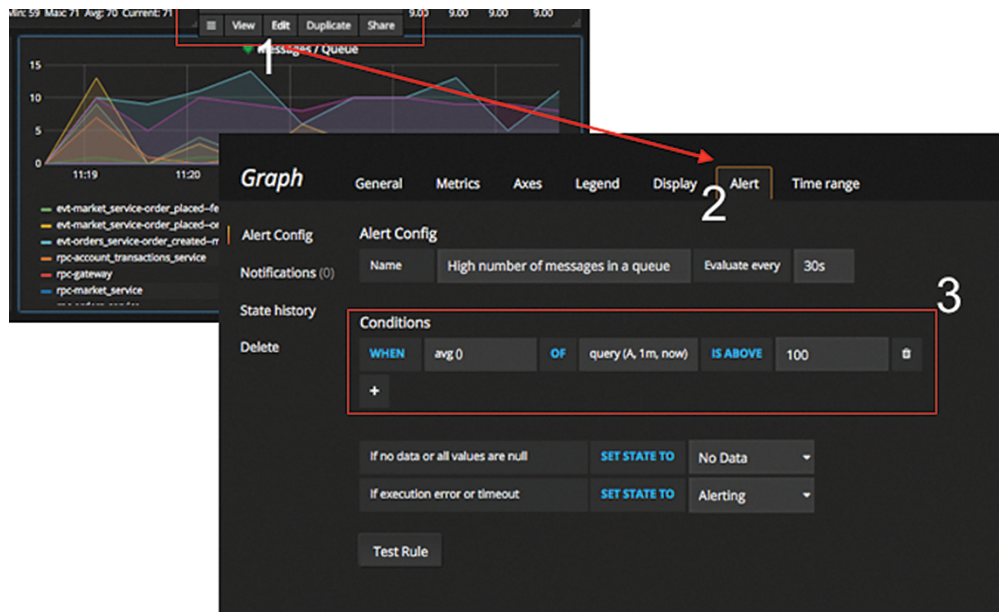 Min: 59 Max: 71 Avg: 70 Current: 71
9.00 9.00 9.00 9.00
View Edit Duplicate Share
1
Messages / Queue
15
10
5
0
11:19 11:20
evt-market_service-order_placed--fe
evt-market_service-order_placed--or
evt-orders_service-order_created--m
rpc-account_transactions_service
rpc-gateway
rpc-market_service
Graph
General Metrics Axes Legend Display Alert Time range
2
Alert Config
Notifications (0)
State history
Delete
Alert Config
Name High number of messages in a queue Evaluate every 30s
3
Conditions
WHEN avg () OF query (A, 1m, now) IS ABOVE 100
+
If no data or all values are null SET STATE TO No Data
If execution error or timeout SET STATE TO Alerting
Test Rule